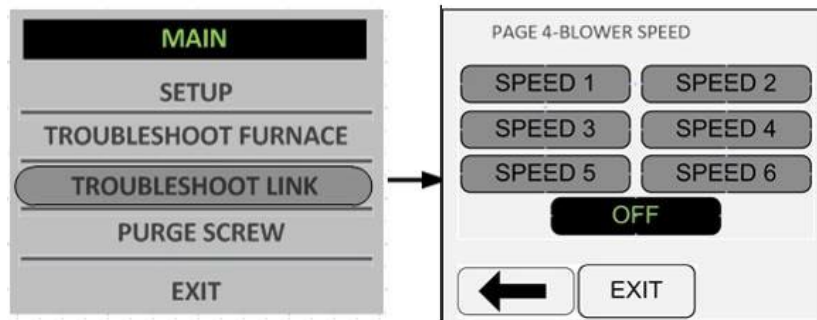 MAIN
SETUP
TROUBLESHOOT FURNACE
TROUBLESHOOT LINK
PURGE SCREW
EXIT
PAGE 4-BLOWER SPEED
SPEED 1 SPEED 2
SPEED 3 SPEED 4
SPEED 5 SPEED 6
OFF
EXIT